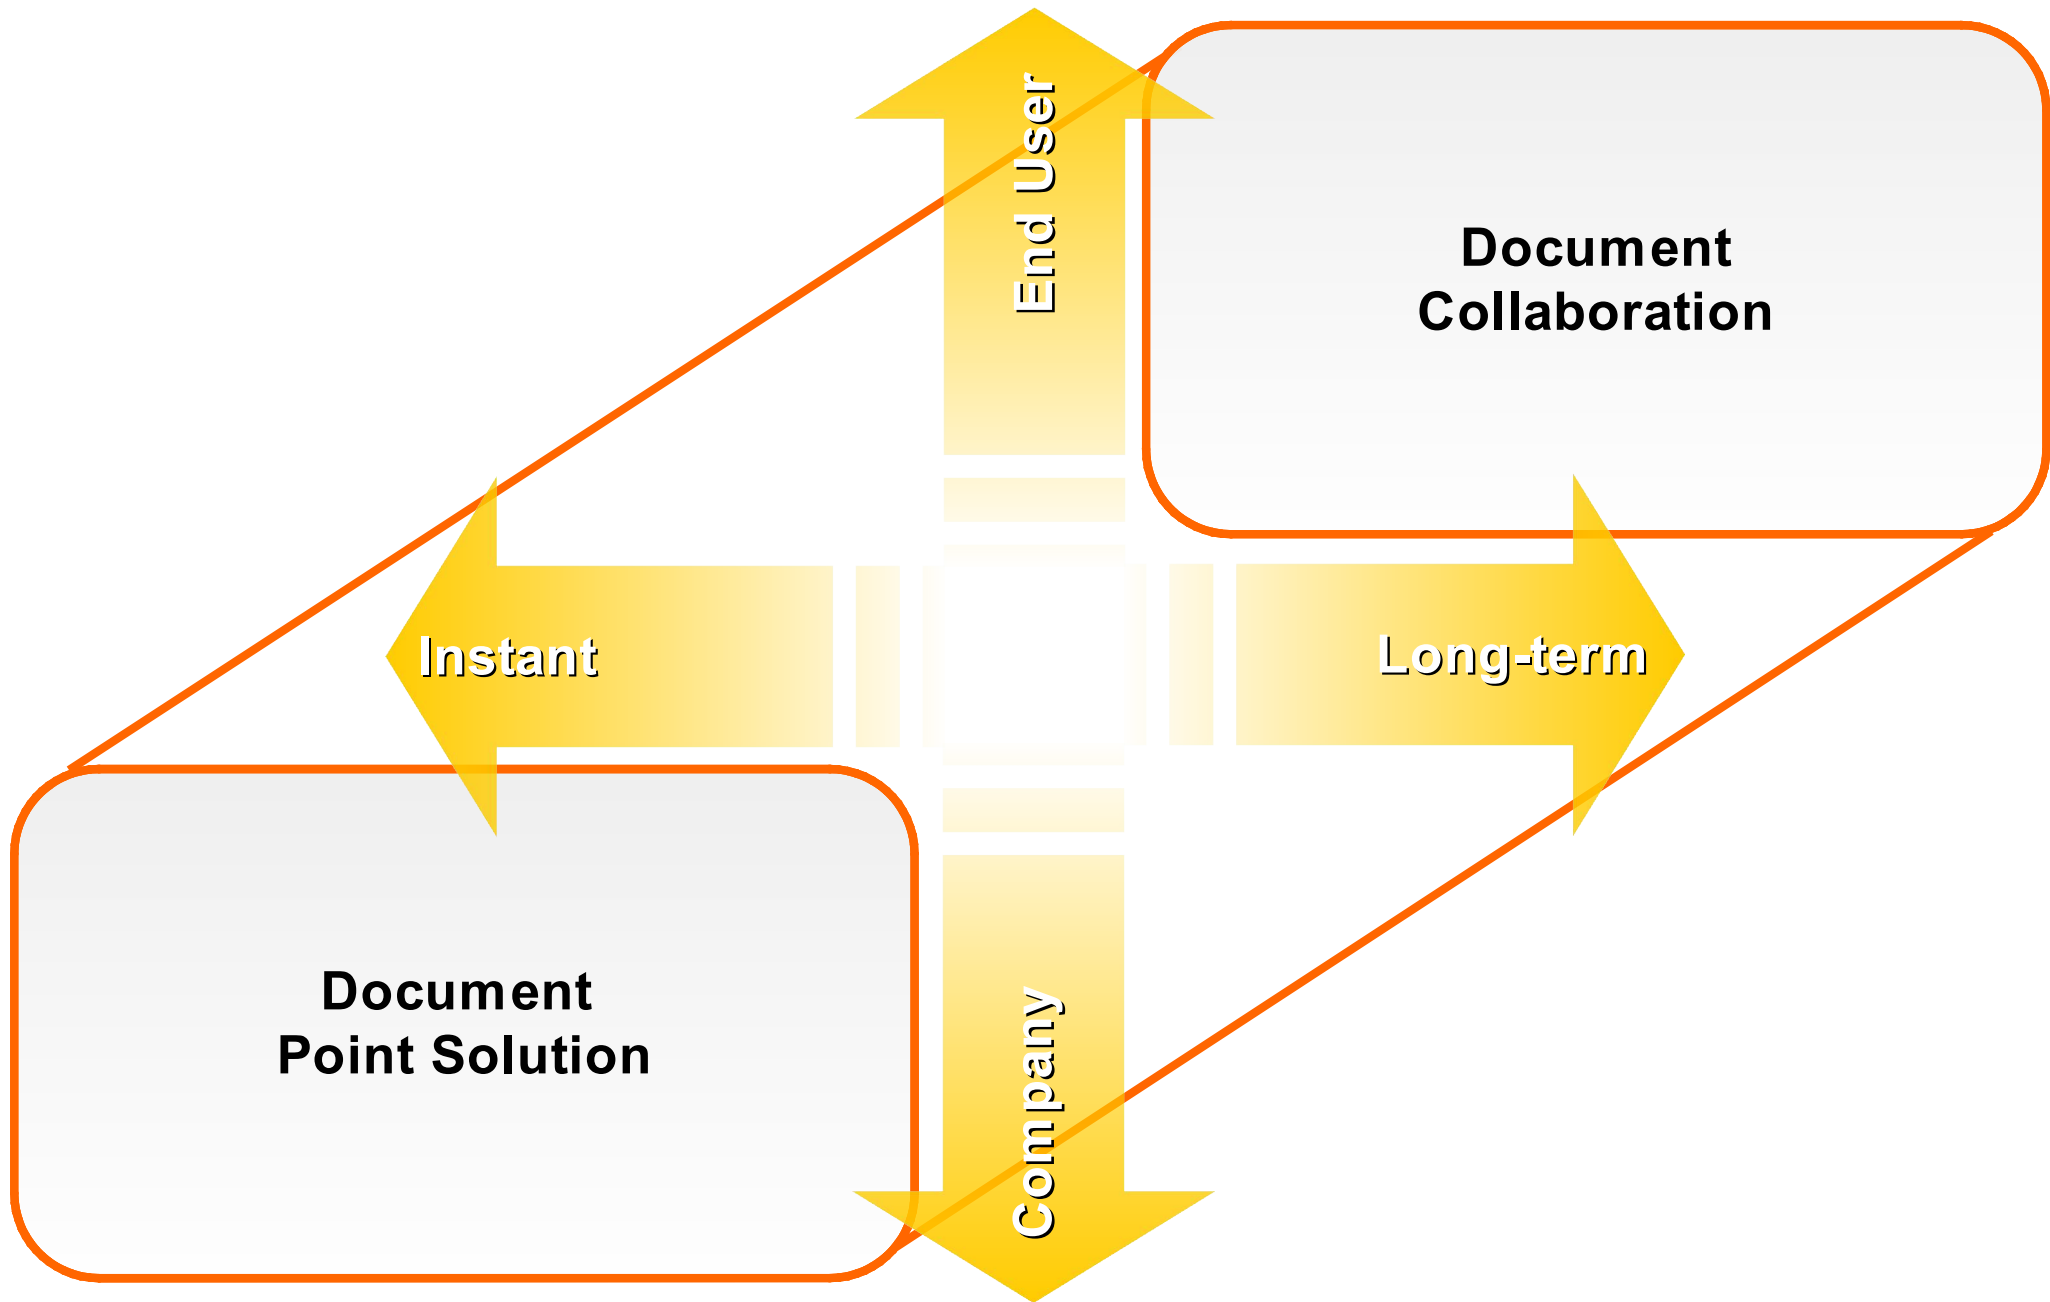 End User
Document
Collaboration
Instant
Long-term
Document
Point Solution
Company